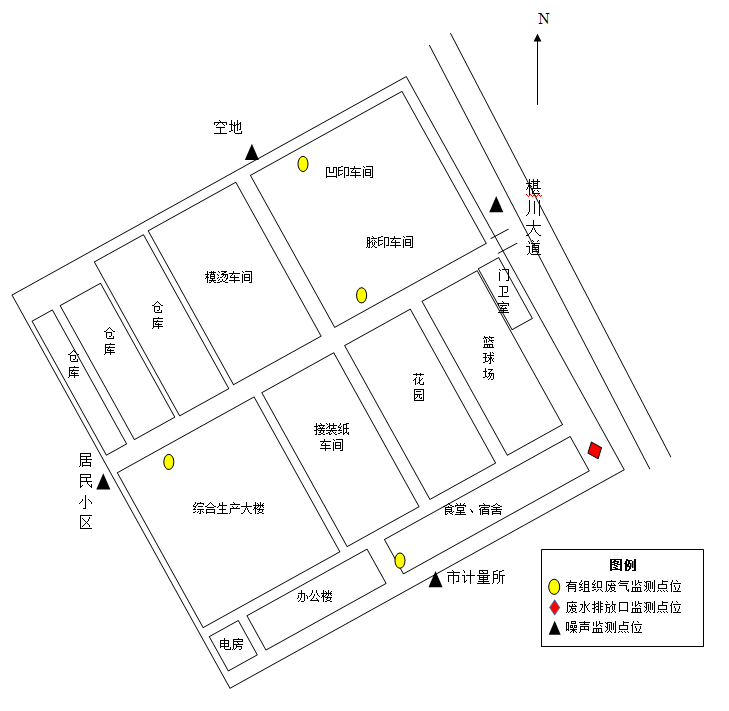 N
空地
凹印车间
椹川大道
胶印车间
模烫车间
门卫室
仓库
仓库
仓库
篮球场
花园
接装纸
车间
居民小区
综合生产大楼
食堂、宿舍
市计量所
办公楼
电房
图例
有组织废气监测点位
废水排放口监测点位
噪声监测点位